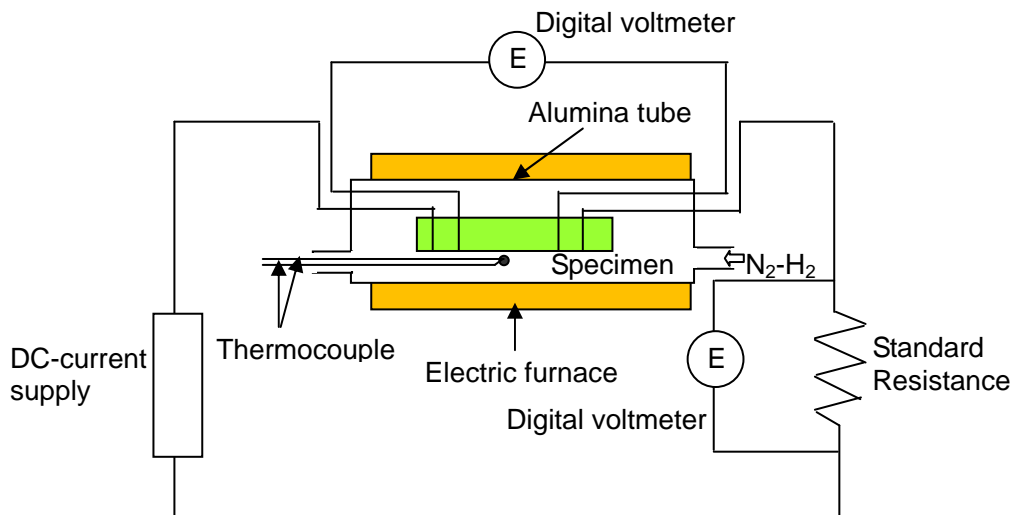 Digital voltmeter
E
Alumina tube
Specimen
N₂-H₂
Thermocouple
DC-current
supply
Electric furnace
E
Standard
Resistance
Digital voltmeter